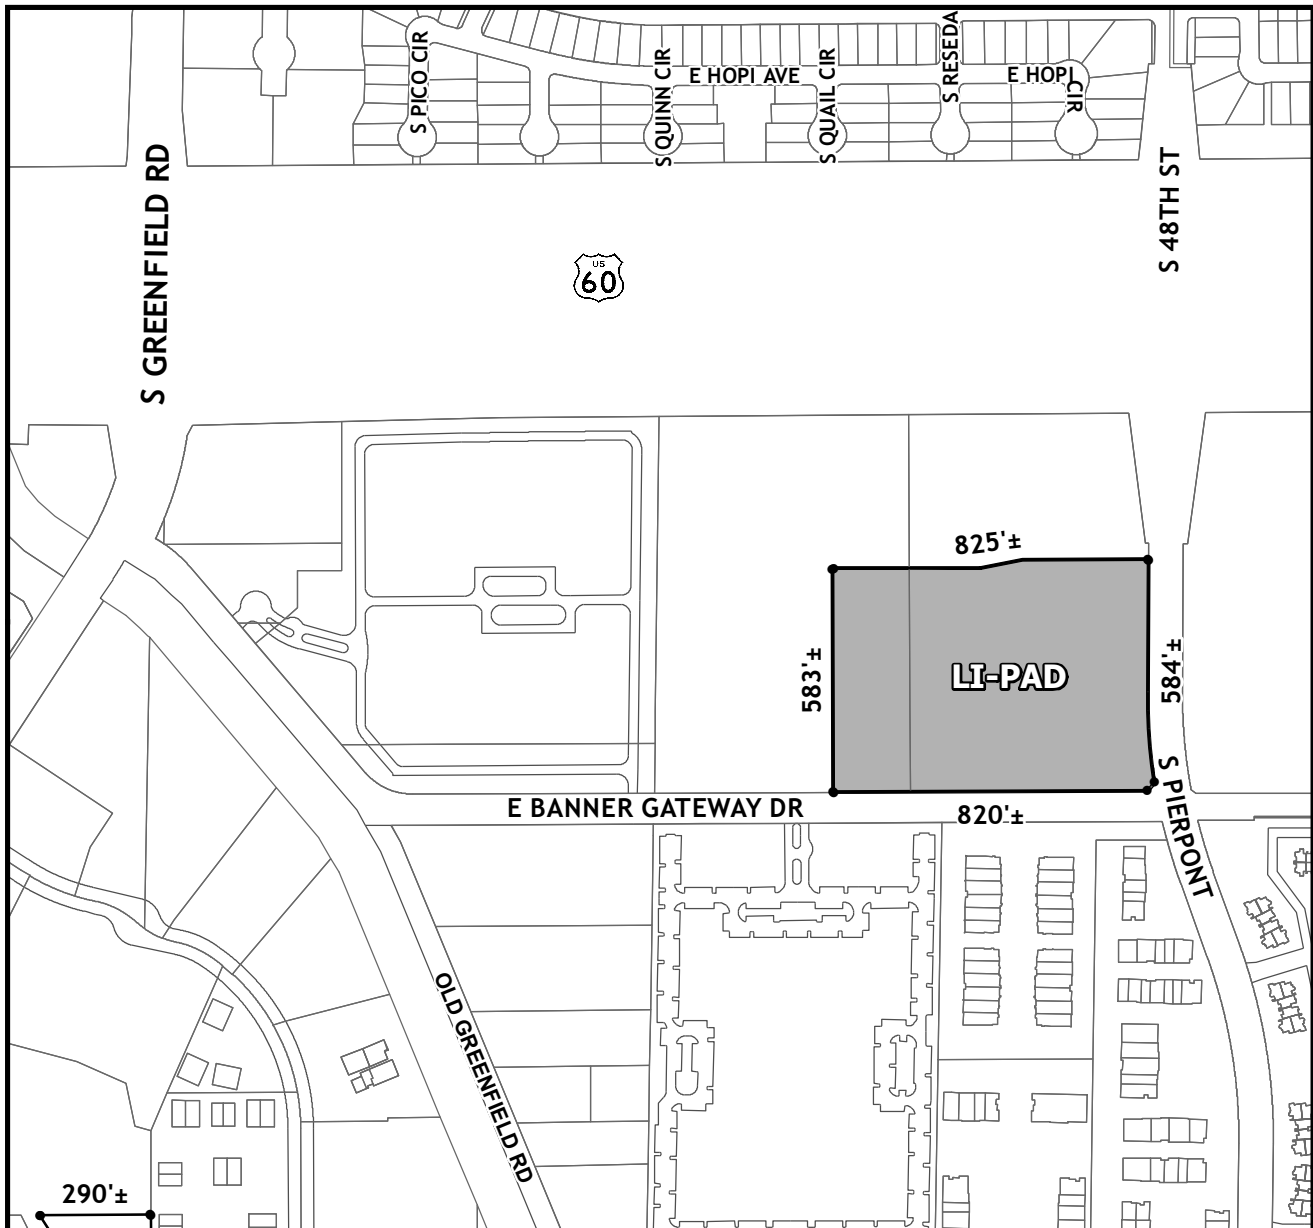 S PICO CIR
S QUINN CIR
E HOPI AVE
S QUAIL CIR
S RESEDA
E HOPI
CIR
S GREENFIELD RD
S 48TH ST
US
60
825'±
583'±
LI-PAD
584'±
E BANNER GATEWAY DR
820'±
S PIERPONT
OLD GREENFIELD RD
290'±